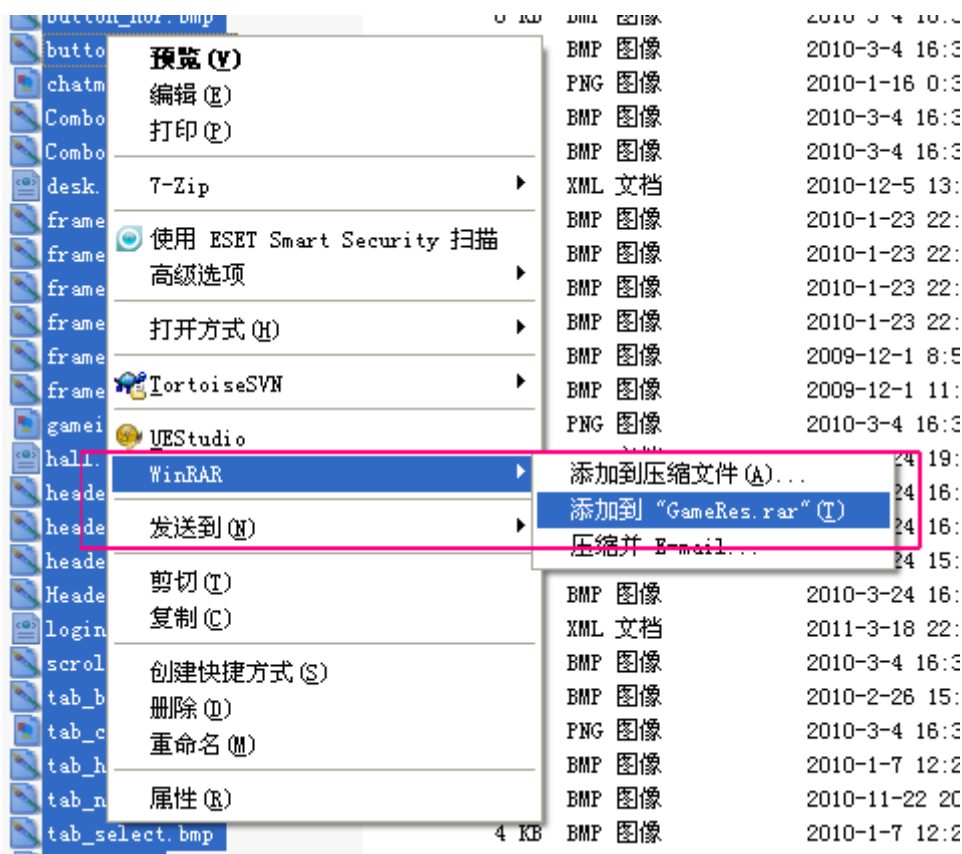 butto BMP 图像 2010-3-4 16:3
预览(V)
chatm PNG 图像 2010-1-16 0:3
编辑(E)
Combo BMP 图像 2010-3-4 16:3
打印(P)
Combo BMP 图像 2010-3-4 16:3
desk. 7-Zip XML 文档 2010-12-5 13:
frame BMP 图像 2010-1-23 22:
使用 ESET Smart Security 扫描
frame BMP 图像 2010-1-23 22:
高级选项
frame BMP 图像 2010-1-23 22:
frame 打开方式(H) BMP 图像 2010-1-23 22:
frame BMP 图像 2009-12-1 8:5
frame TortoiseSVN BMP 图像 2009-12-1 11:
gamei PNG 图像 2010-3-4 16:3
UEStudio
hall. 24 19:
WinRAR 添加到压缩文件(A)...
heade 24 16:
添加到 "GameRes.rar"(T)
heade 发送到(N) 24 16:
压缩并 E-mail...
heade 24 15:
剪切(T)
Heade BMP 图像 2010-3-24 16:
复制(C)
login XML 文档 2011-3-18 22:
scrol BMP 图像 2010-3-4 16:3
创建快捷方式(S)
tab_b BMP 图像 2010-2-26 15:
删除(D)
tab_c PNG 图像 2010-3-4 16:3
重命名(M)
tab_h BMP 图像 2010-1-7 12:2
tab_n 属性(R) BMP 图像 2010-11-22 20
tab_select.bmp 4 KB BMP 图像 2010-1-7 12:2